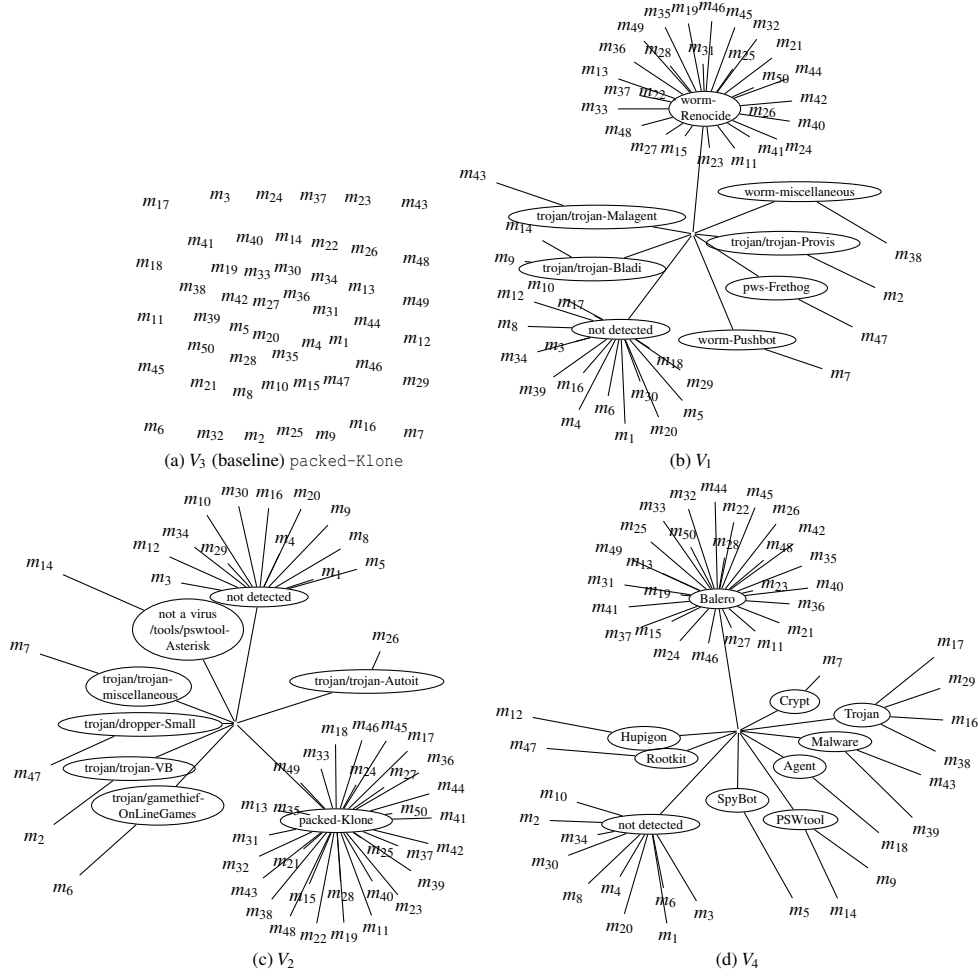 m17 m3 m24 m37 m23 m43
m41 m40 m14 m22 m26 m48
m18 m19 m33 m30 m34 m13
m38 m42 m27 m36 m31 m49
m11 m39 m5 m20 m4 m1 m44 m12
m50 m28 m35 m46
m45 m21 m8 m10 m15 m47 m29
m6 m32 m2 m25 m9 m16 m7
(a) V3 (baseline) packed-Klone
m35 m19 m46 m45 m32
m49 m28 m31 m25 m21
m36 m50 m44
m13 m37 m22 worm- m42
m33 Renocide m26 m40
m48 m27 m15 m23 m11 m41 m24
m43 worm-miscellaneous
trojan/trojan-Malagent
m14 trojan/trojan-Provis m38
m9 trojan/trojan-Bladi
m10 pws-Frethog m2
m12 m17
m8 not detected worm-Pushbot m47
m34 m3 m18 m7
m39 m16 m30 m29
m4 m6 m1 m20 m5
(b) V1
m10 m30 m16 m20 m9
m34 m4 m8
m12 m29 m1 m5
m14 m3 not detected
not a virus
/tools/pswtool-
Asterisk
m7 m26
trojan/trojan-
miscellaneous
trojan/trojan-Autoit
trojan/dropper-Small
m18 m46 m45 m17
m47 trojan/trojan-VB m33 m36
m49 m24 m27 m44
trojan/gamethief-
OnLineGames
m2 m13 m35 packed-Klone m50 m41
m31 m25 m37 m42
m32 m21 m39
m6 m43 m15 m28 m40 m23
m38 m48 m22 m19 m11
(c) V2
m33 m32 m44 m45
m25 m50 m22 m26
m49 m28 m48 m42
m13 m35
m31 m19 Balero m23 m40
m41 m36
m37 m15 m27 m21
m24 m46 m11
m7 m17
Crypt m29
m12 Trojan m16
Hupigon Malware
m47 Rootkit Agent m38
m43
m10 SpyBot
m2 not detected PSWtool m39
m34 m18
m30 m9
m8 m4 m6 m3 m5 m14
m20 m1
(d) V4